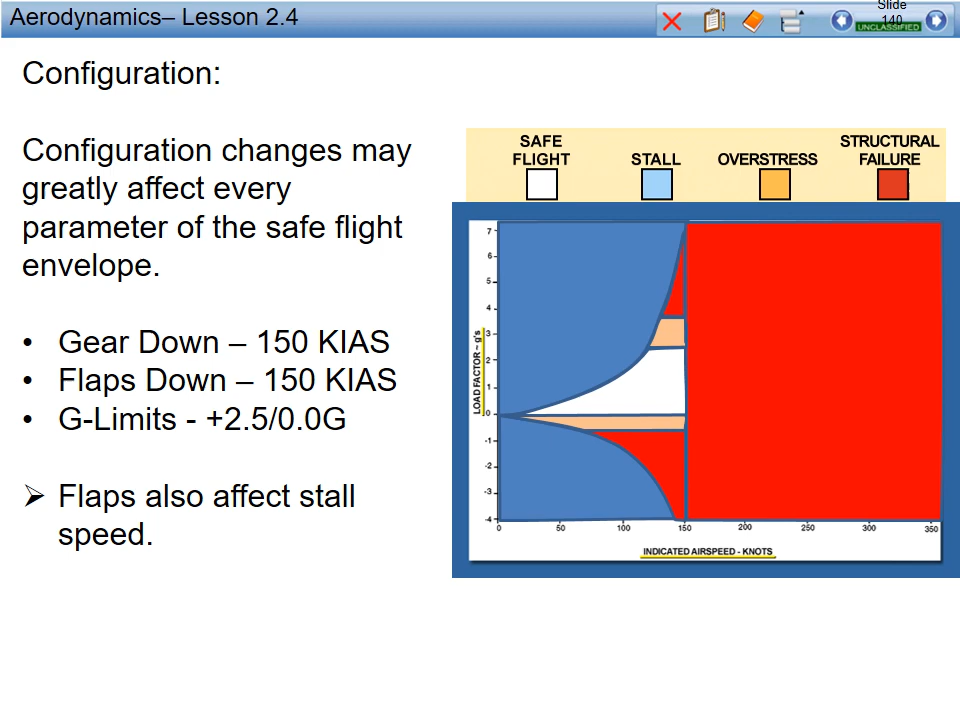 Aerodynamics– Lesson 2.4
Slide
140
UNCLASSIFIED
Configuration:
Configuration changes may
greatly affect every
parameter of the safe flight
envelope.
• Gear Down – 150 KIAS
• Flaps Down – 150 KIAS
• G-Limits - +2.5/0.0G
➢ Flaps also affect stall
speed.
SAFE
FLIGHT
STALL
OVERSTRESS
STRUCTURAL
FAILURE
LOAD FACTOR – g's
7
6
5
4
3
2
1
0
-1
-2
-3
-4
0 50 100 150 200 250 300 350
INDICATED AIRSPEED - KNOTS